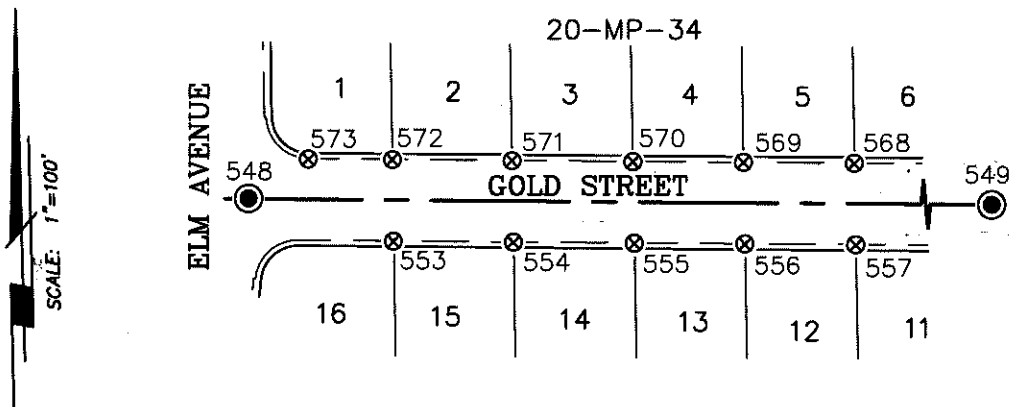 20-MP-34
1 2 3 4 5 6
573 572 571 570 569 568
548 549
GOLD STREET
ELM AVENUE
SCALE: 1"=100'
553 554 555 556 557
16 15 14 13 12 11